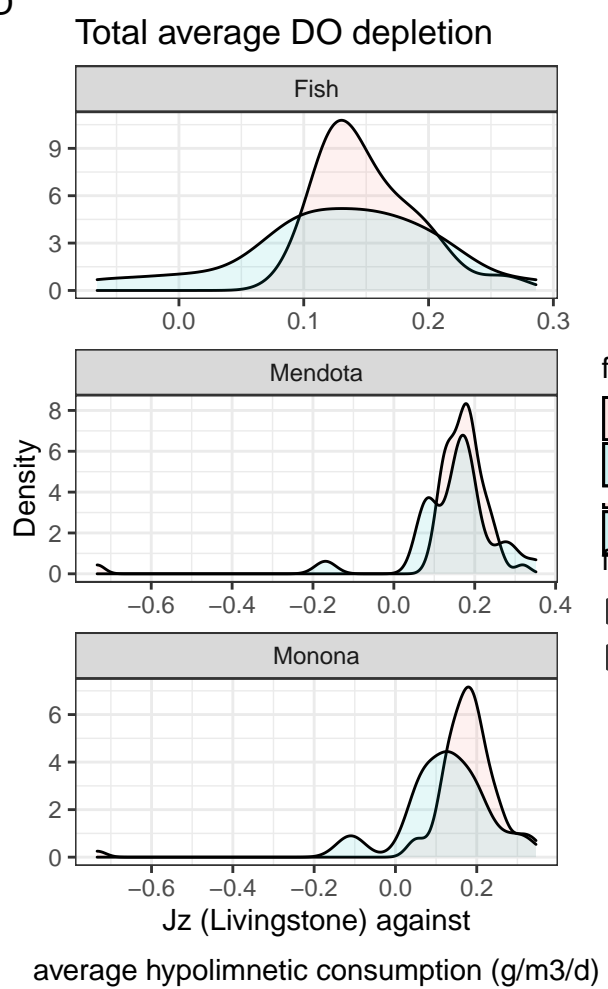 Total average DO depletion
Fish
9
6
3
0
0.0 0.1 0.2 0.3
Mendota
8
6
4
2
0
−0.6 −0.4 −0.2 0.0 0.2 0.4
Density
Monona
6
4
2
0
−0.6 −0.4 −0.2 0.0 0.2
Jz (Livingstone) against
average hypolimnetic consumption (g/m3/d)